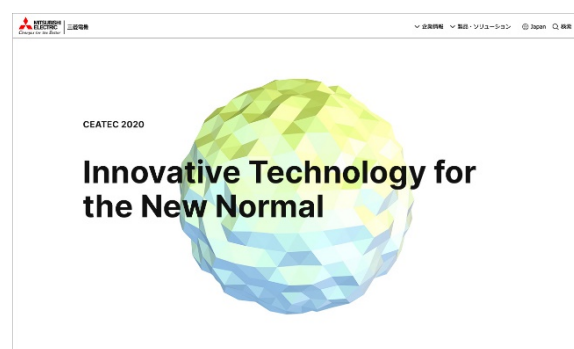 MITSUBISHI
ELECTRIC
Changes for the Better
三菱電機
企業情報 製品・ソリューション Japan 検索
CEATEC 2020
Innovative Technology for
the New Normal